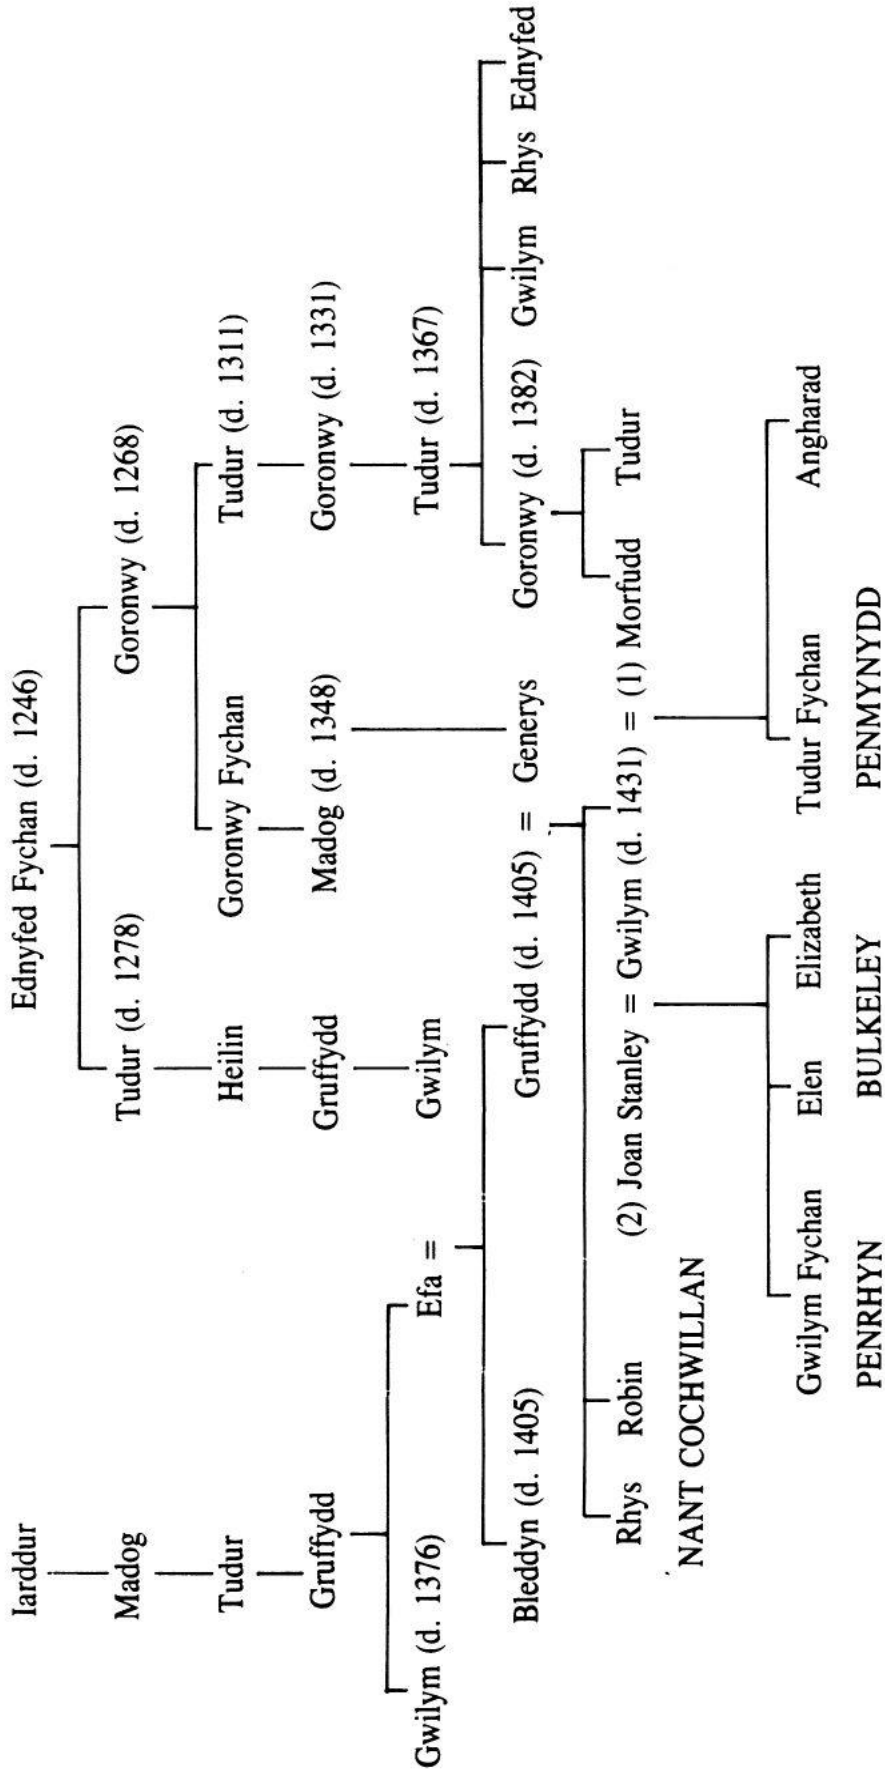 Iarddur Ednyfed Fychan (d. 1246)
Madog Tudur (d. 1278) Goronwy (d. 1268)
Tudur Heilin Goronwy Fychan Tudur (d. 1311)
Gruffydd Gruffydd Madog (d. 1348) Goronwy (d. 1331)
Gwilym (d. 1376) Efa = Gwilym Tudur (d. 1367)
Bleddyn (d. 1405) Gruffydd (d. 1405) = Generys Goronwy (d. 1382) Gwilym Rhys Ednyfed
Rhys Robin (2) Joan Stanley = Gwilym (d. 1431) = (1) Morfudd Tudur
NANT COCHWILLAN
Gwilym Fychan Elen Elizabeth Tudur Fychan Angharad
PENRHYN BULKELEY PENMYNYDD